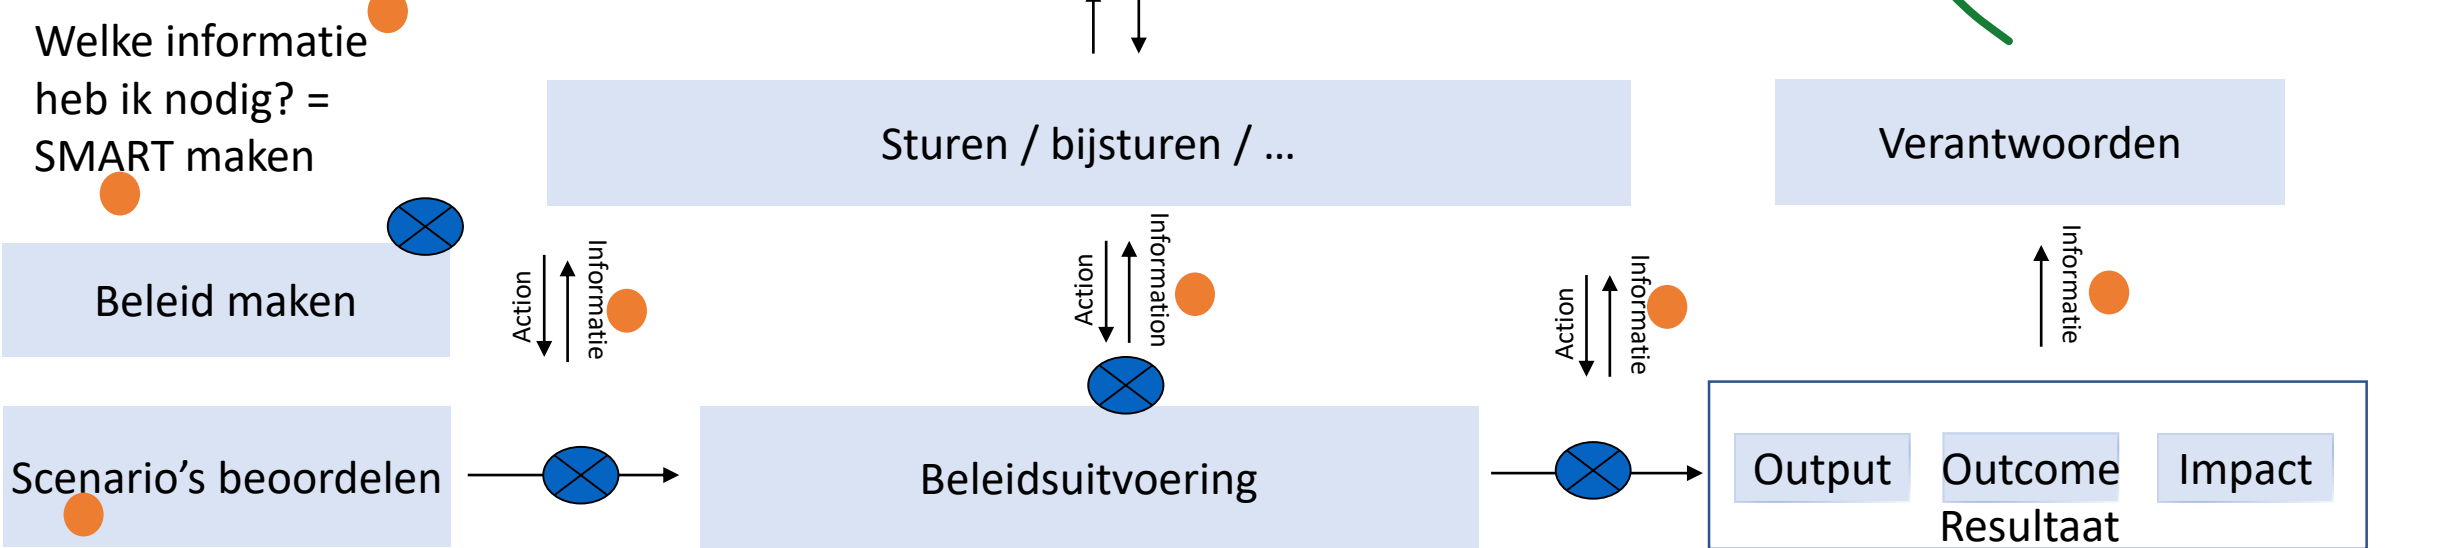 Welke informatie
heb ik nodig? =
SMART maken
Sturen / bijsturen / ...
Verantwoorden
Beleid maken
Action
Informatie
Action
Information
Action
Informatie
Informatie
Scenario's beoordelen
Beleidsuitvoering
Output
Outcome
Impact
Resultaat